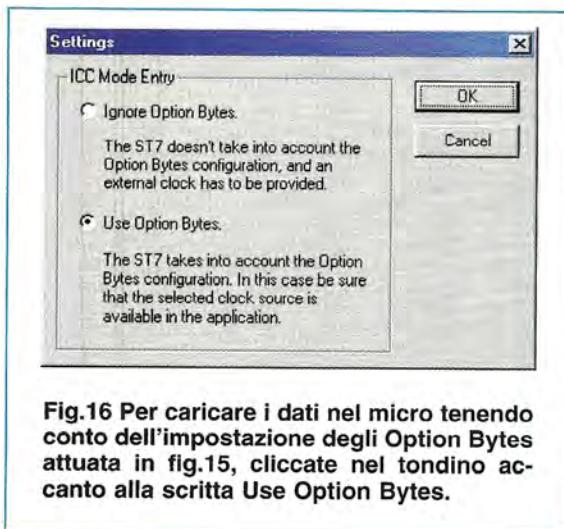 Settings
ICC Mode Entry
Ignore Option Bytes.
The ST7 doesn't take into account the
Option Bytes configuration, and an
external clock has to be provided.
Use Option Bytes.
The ST7 takes into account the Option
Bytes configuration. In this case be sure
that the selected clock source is
available in the application.
OK
Cancel
Fig.16 Per caricare i dati nel micro tenendo
conto dell'impostazione degli Option Bytes
attuata in fig.15, cliccate nel tondino ac-
canto alla scritta Use Option Bytes.